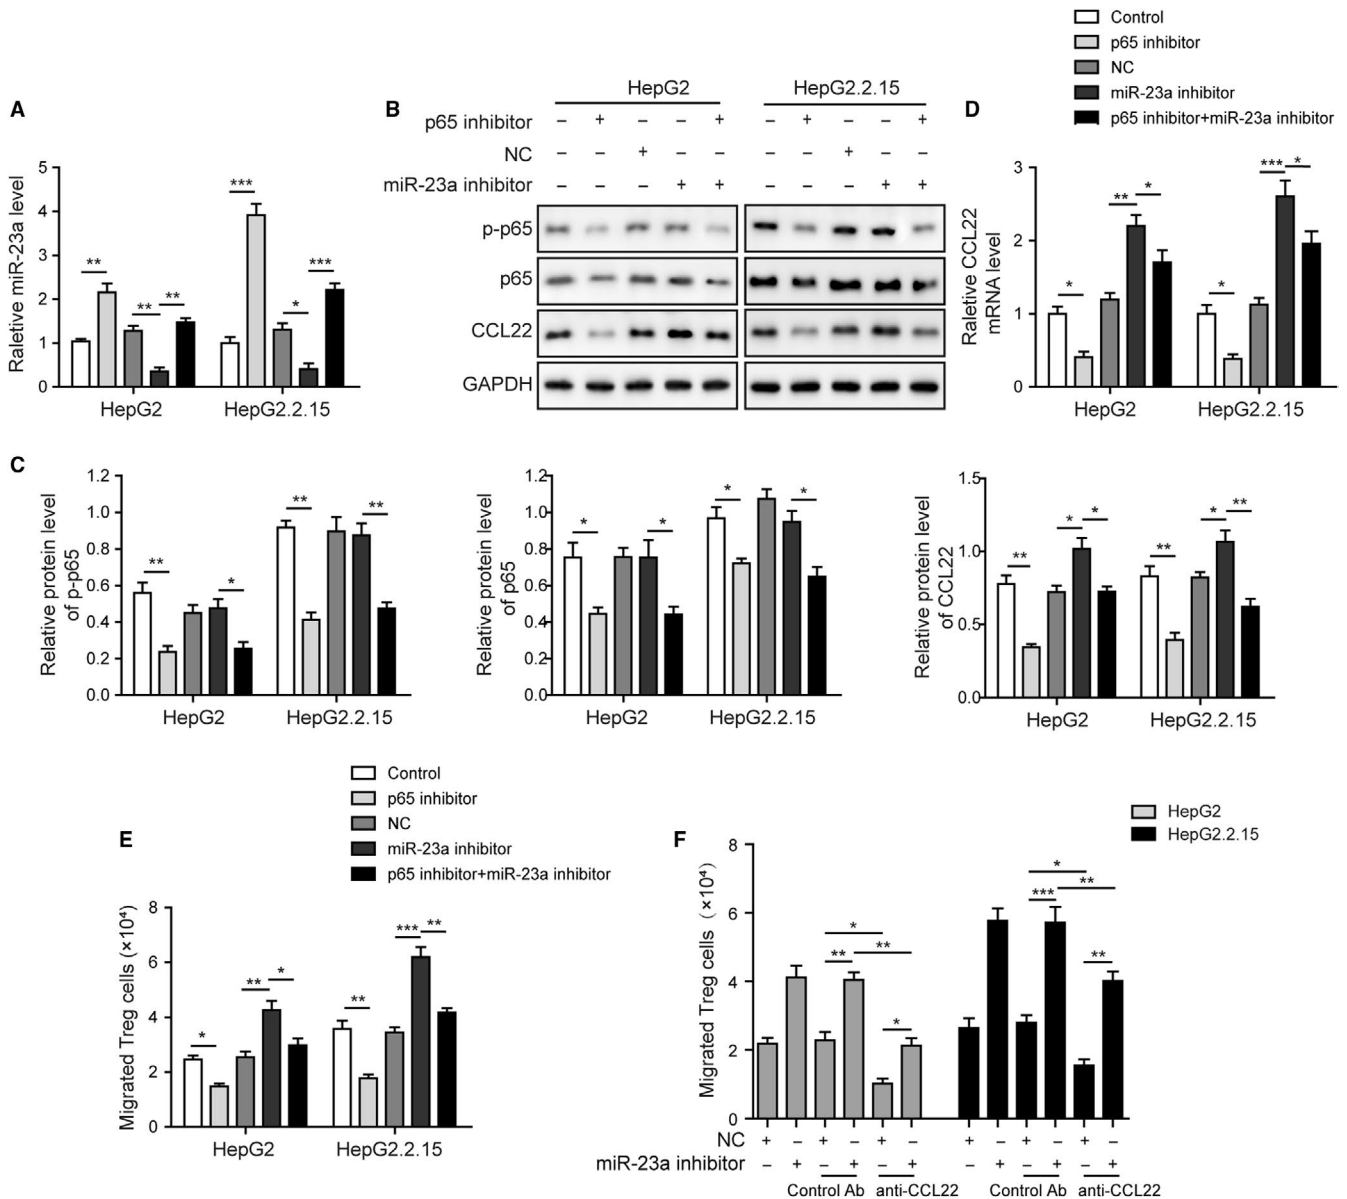 Control
p65 inhibitor
NC
miR-23a inhibitor
p65 inhibitor+miR-23a inhibitor
A
Raletive miR-23a level
5
4
3
2
1
0
** *** ** ** * ***
HepG2 HepG2.2.15
B
HepG2 HepG2.2.15
p65 inhibitor – + – – + – + – – +
NC – – + – – – – + – –
miR-23a inhibitor – – – + + – – – + +
p-p65
p65
CCL22
GAPDH
D
Raletive CCL22
mRNA level
3
2
1
0
* ** * * *** *
HepG2 HepG2.2.15
C
Relative protein level
of p-p65
1.2
1.0
0.8
0.6
0.4
0.2
0.0
** * ** **
HepG2 HepG2.2.15
Relative protein level
of p65
1.2
1.0
0.8
0.6
0.4
0.2
0.0
* * * *
HepG2 HepG2.2.15
Relative protein level
of CCL22
1.5
1.0
0.5
0.0
** * * ** * **
HepG2 HepG2.2.15
Control
p65 inhibitor
NC
miR-23a inhibitor
p65 inhibitor+miR-23a inhibitor
E
Migrated Treg cells (×10⁴)
8
6
4
2
0
* ** * ** *** **
HepG2 HepG2.2.15
F
HepG2
HepG2.2.15
Migrated Treg cells (×10⁴)
8
6
4
2
0
* ** ** * * *** ** **
NC + – + – + – + – + – + –
miR-23a inhibitor – + – + – + – + – + – +
Control Ab anti-CCL22 Control Ab anti-CCL22